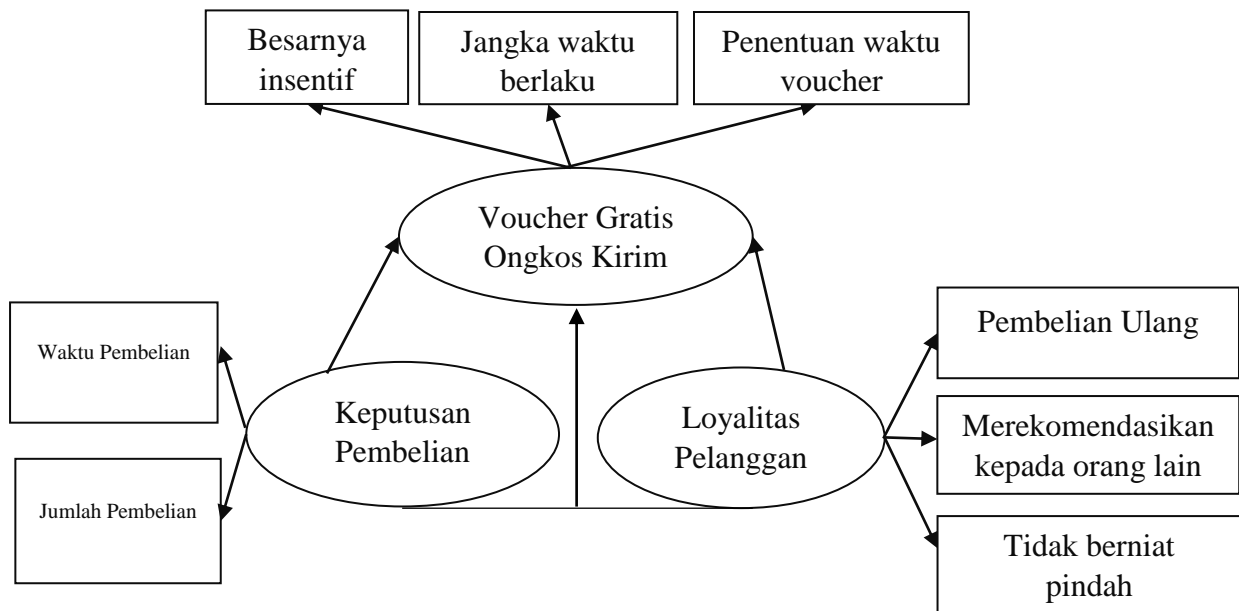 Besarnya
insentif
Jangka waktu
berlaku
Penentuan waktu
voucher
Voucher Gratis
Ongkos Kirim
Waktu Pembelian
Jumlah Pembelian
Keputusan
Pembelian
Loyalitas
Pelanggan
Pembelian Ulang
Merekomendasikan
kepada orang lain
Tidak berniat
pindah